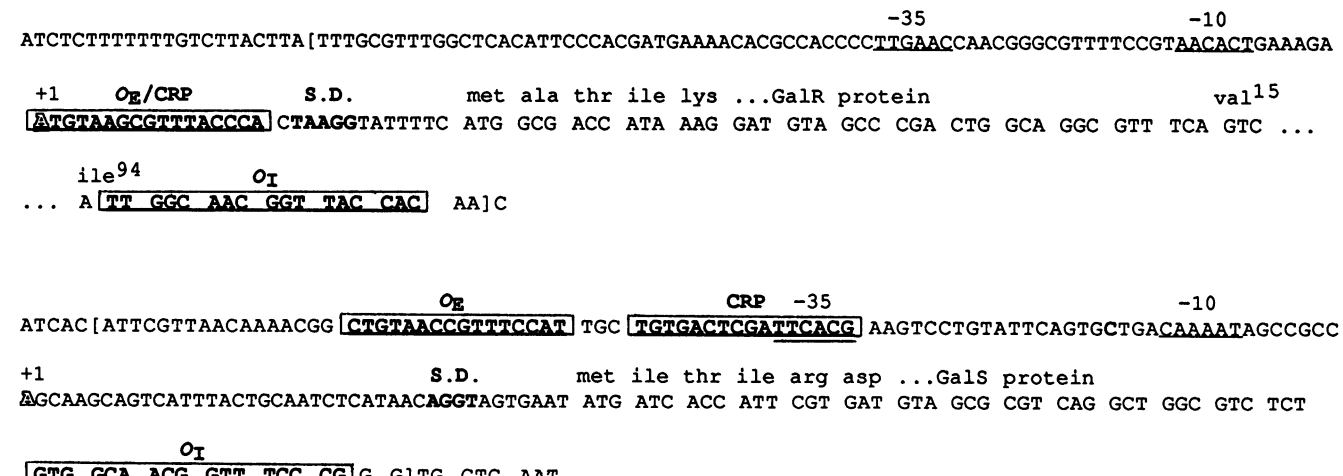 -35 -10
ATCTCTTTTTTTGTCTTACTTA[TTTGCGTTTGGCTCACATTCCCACGATGAAAACACGCCACCCCTTGAACCAACGGGCGTTTTCCGTAACACTGAAAGA
+1 OE/CRP S.D. met ala thr ile lys ...GalR protein val15
ATGTAAGCGTTTACCCA CTAAGGTATTTTC ATG GCG ACC ATA AAG GAT GTA GCC CGA CTG GCA GGC GTT TCA GTC ...
ile94 OI
... A TT GGC AAC GGT TAC CAC AA]C
OE CRP -35 -10
ATCAC[ATTCGTTAACAAAACGG CTGTAACCGTTTCCAT TGC TGTGACTCGATTCACG AAGTCCTGTATTCAGTGCTGACAAAATAGCCGCC
+1 S.D. met ile thr ile arg asp ...GalS protein
AGCAAGCAGTCATTTACTGCAATCTCATAACAGGTAGTGAAT ATG ATC ACC ATT CGT GAT GTA GCG CGT CAG GCT GGC GTC TCT
OI
GTG GCA ACG GTT TCC CG G G]TG CTC AAT